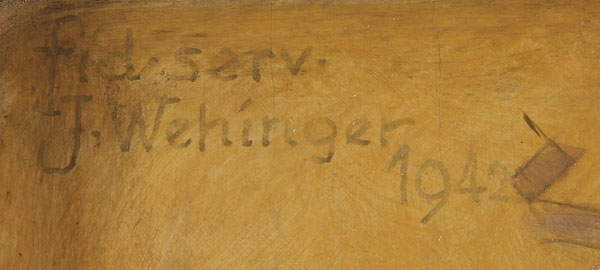 fid. serv.
J. Wehinger
1942